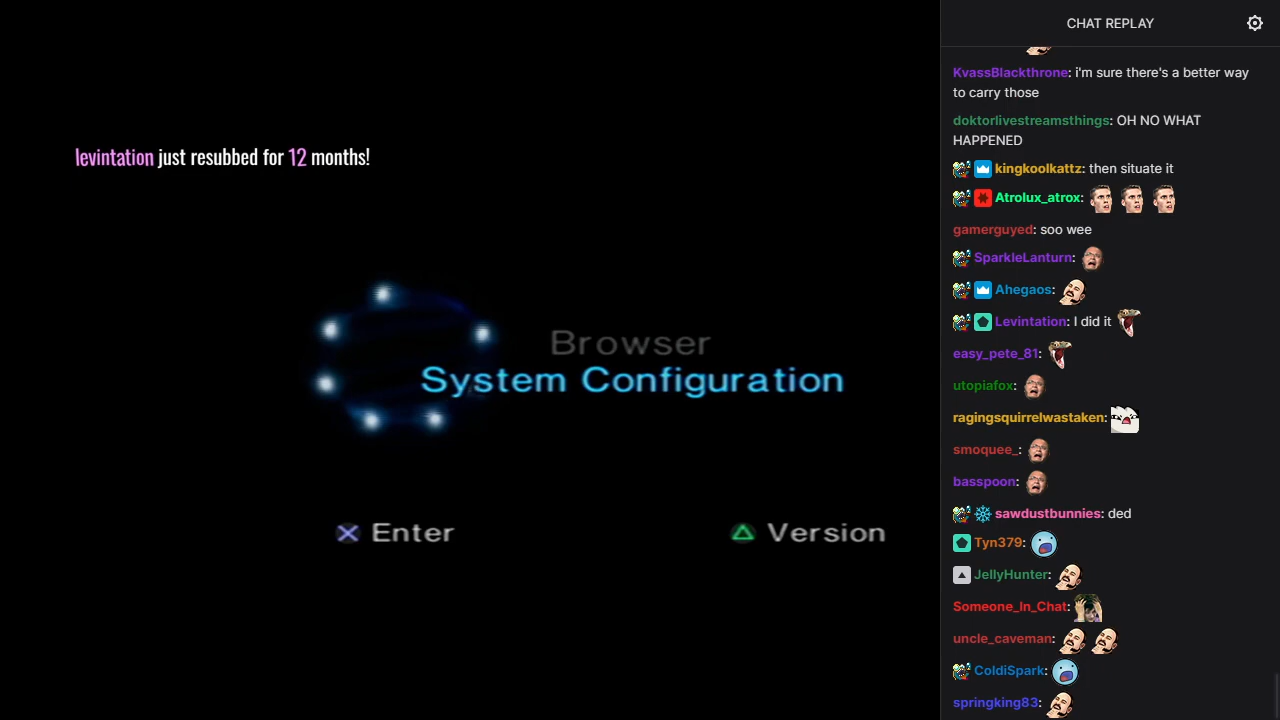 levintation just resubbed for 12 months!
Browser
System Configuration
Enter
Version
CHAT REPLAY
KvassBlackthrone: i'm sure there's a better way
to carry those
doktorlivestreamsthings: OH NO WHAT
HAPPENED
kingkoolkattz: then situate it
Atrolux_atrox:
gamerguyed: soo wee
SparkleLanturn:
Ahegaos:
Levintation: I did it
easy_pete_81:
utopiafox:
ragingsquirrelwastaken:
smoquee_:
basspoon:
sawdustbunnies: ded
Tyn379:
JellyHunter:
Someone_In_Chat:
uncle_caveman:
ColdiSpark:
springking83: